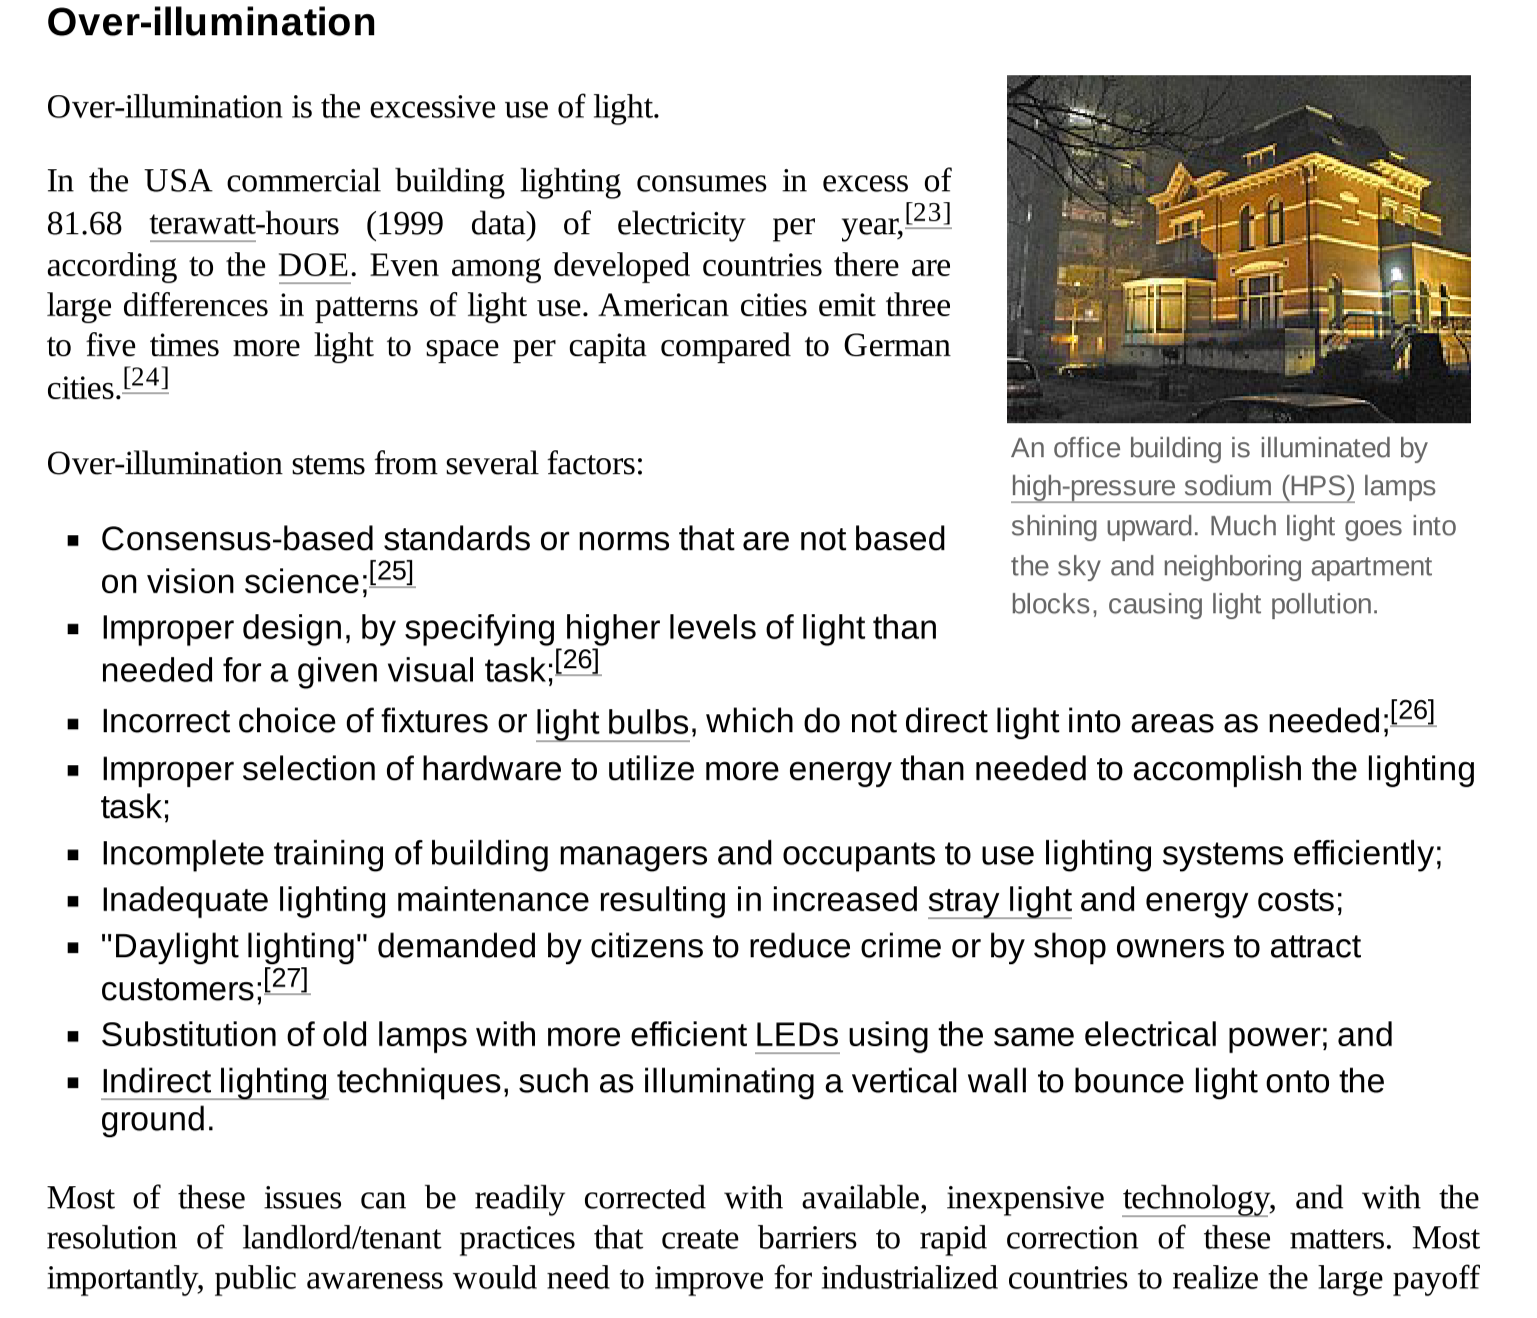 Over-illumination
Over-illumination is the excessive use of light.
In the USA commercial building lighting consumes in excess of
81.68 terawatt-hours (1999 data) of electricity per year,[23]
according to the DOE. Even among developed countries there are
large differences in patterns of light use. American cities emit three
to five times more light to space per capita compared to German
cities.[24]
An office building is illuminated by
high-pressure sodium (HPS) lamps
shining upward. Much light goes into
the sky and neighboring apartment
blocks, causing light pollution.
Over-illumination stems from several factors:
▪ Consensus-based standards or norms that are not based
on vision science;[25]
▪ Improper design, by specifying higher levels of light than
needed for a given visual task;[26]
▪ Incorrect choice of fixtures or light bulbs, which do not direct light into areas as needed;[26]
▪ Improper selection of hardware to utilize more energy than needed to accomplish the lighting
task;
▪ Incomplete training of building managers and occupants to use lighting systems efficiently;
▪ Inadequate lighting maintenance resulting in increased stray light and energy costs;
▪ "Daylight lighting" demanded by citizens to reduce crime or by shop owners to attract
customers;[27]
▪ Substitution of old lamps with more efficient LEDs using the same electrical power; and
▪ Indirect lighting techniques, such as illuminating a vertical wall to bounce light onto the
ground.
Most of these issues can be readily corrected with available, inexpensive technology, and with the
resolution of landlord/tenant practices that create barriers to rapid correction of these matters. Most
importantly, public awareness would need to improve for industrialized countries to realize the large payoff